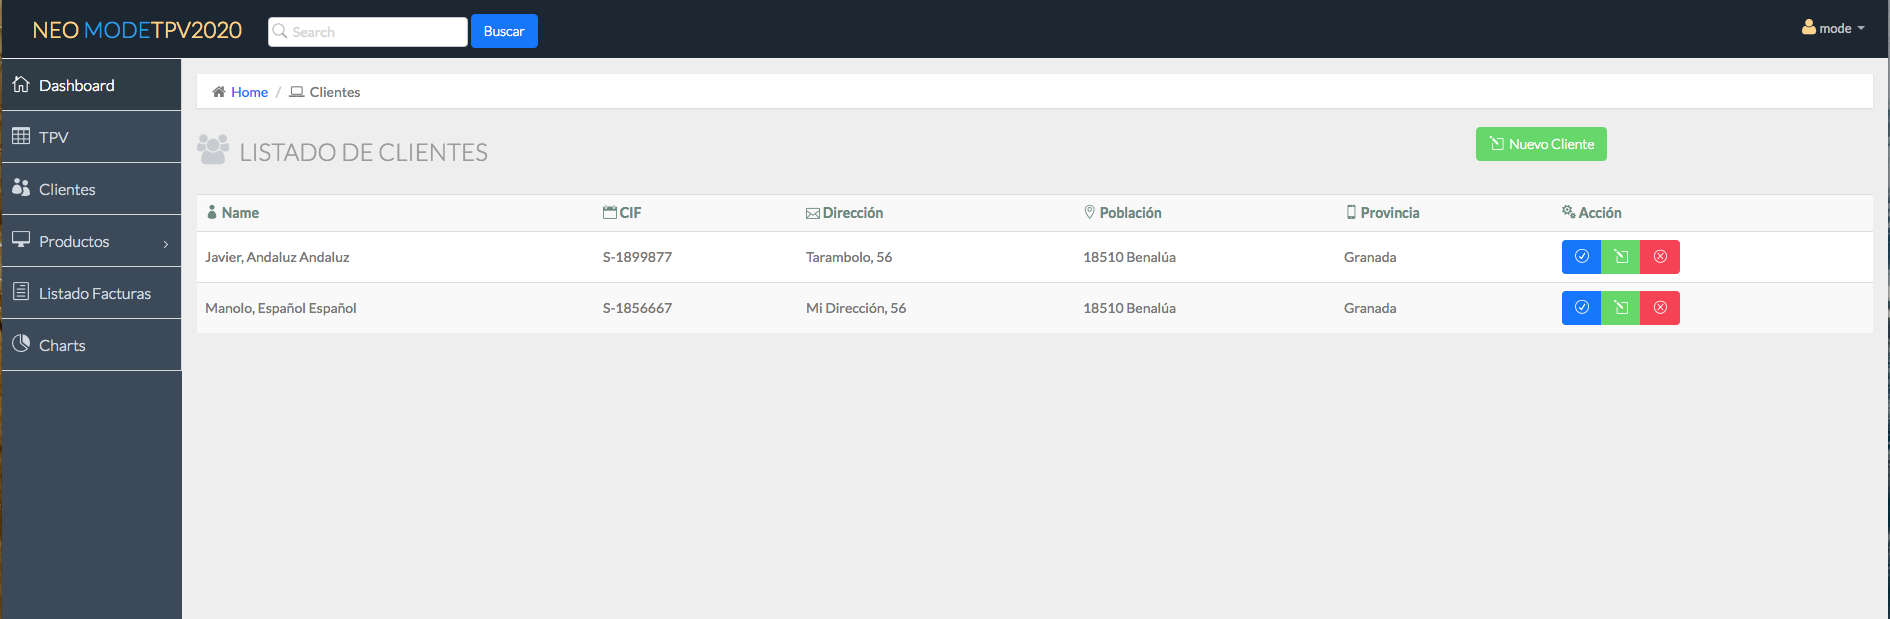 NEO MODETPV2020 Search Buscar mode
Dashboard
TPV
Clientes
Productos
Listado Facturas
Charts
Home / Clientes
LISTADO DE CLIENTES Nuevo Cliente
Name CIF Dirección Población Provincia Acción
Javier, Andaluz Andaluz S-1899877 Tarambolo, 56 18510 Benalúa Granada
Manolo, Español Español S-1856667 Mi Dirección, 56 18510 Benalúa Granada